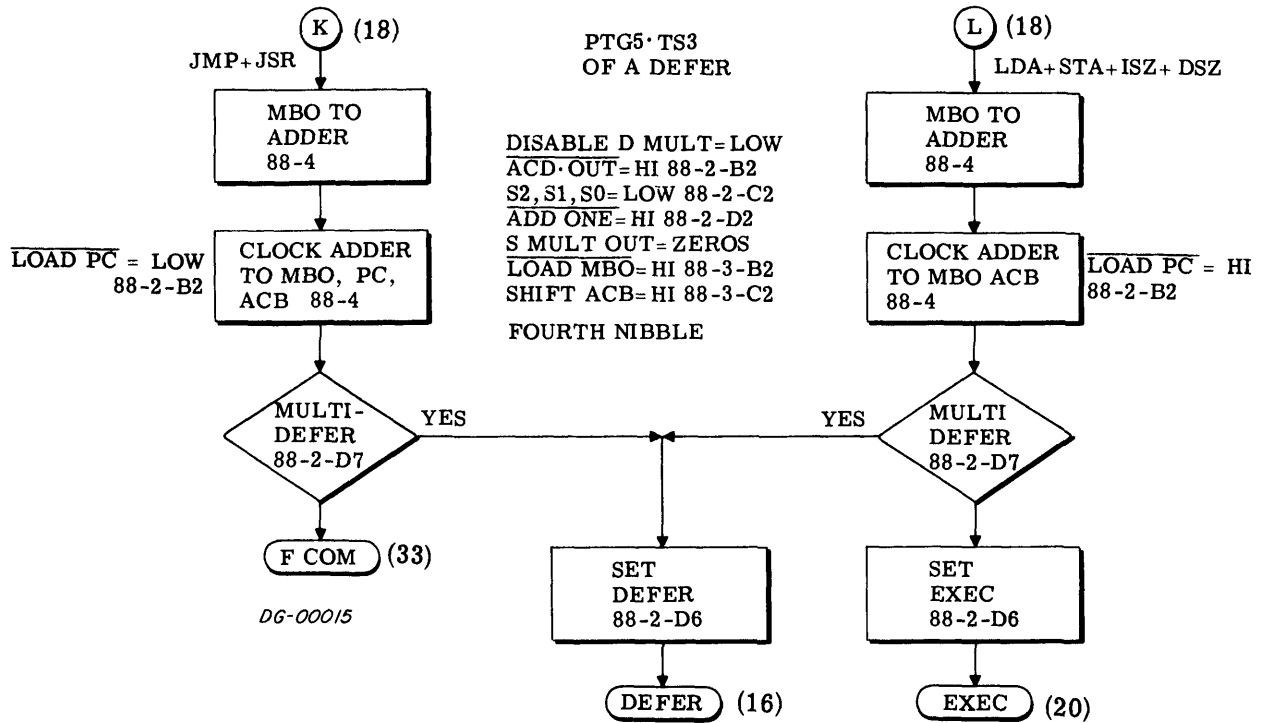 K (18)
JMP+JSR
MBO TO
ADDER
88-4
LOAD PC = LOW
88-2-B2
CLOCK ADDER
TO MBO, PC,
ACB 88-4
MULTI-
DEFER
88-2-D7
YES
F COM (33)
DG-00015
PTG5·TS3
OF A DEFER
DISABLE D MULT=LOW
ACD·OUT=HI 88-2-B2
S2, S1, S0=LOW 88-2-C2
ADD ONE=HI 88-2-D2
S MULT OUT=ZEROS
LOAD MBO=HI 88-3-B2
SHIFT ACB=HI 88-3-C2
FOURTH NIBBLE
SET
DEFER
88-2-D6
DEFER (16)
L (18)
LDA+STA+ISZ+DSZ
MBO TO
ADDER
88-4
CLOCK ADDER
TO MBO ACB
88-4
LOAD PC = HI
88-2-B2
YES
MULTI
DEFER
88-2-D7
SET
EXEC
88-2-D6
EXEC (20)